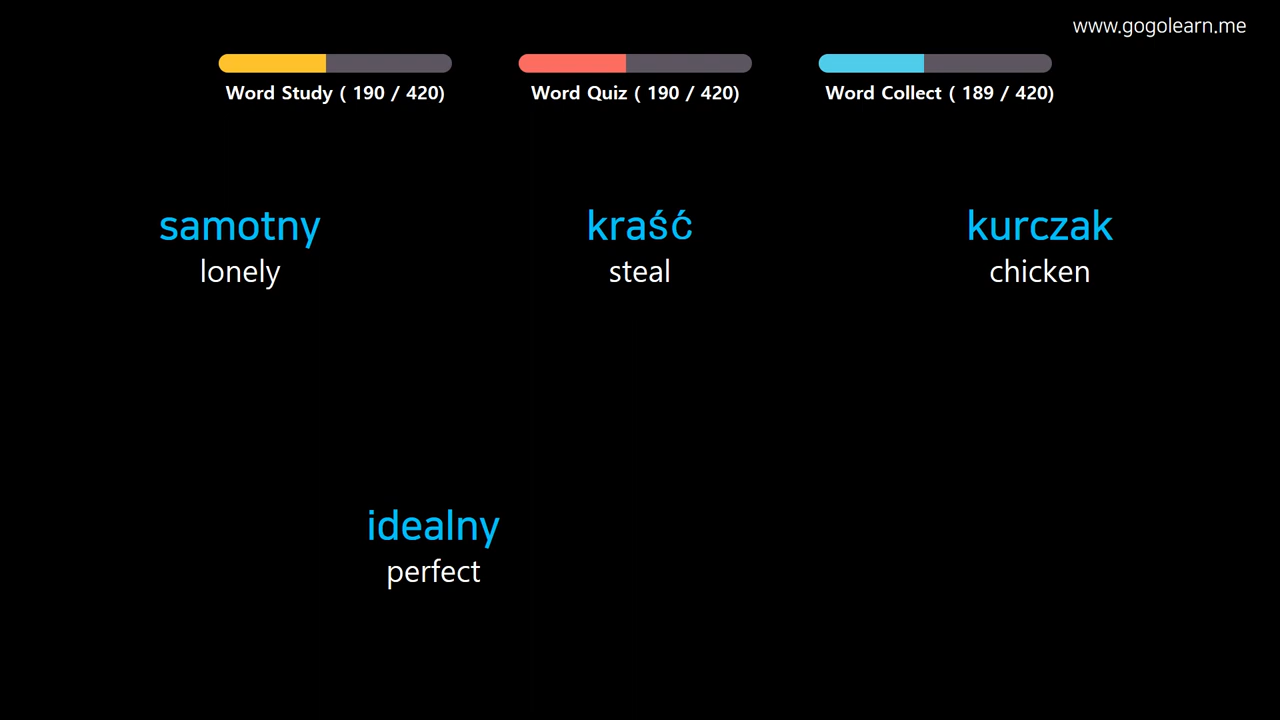 www.gogolearn.me
Word Study ( 190 / 420)
Word Quiz ( 190 / 420)
Word Collect ( 189 / 420)
samotny
lonely
kraść
steal
kurczak
chicken
idealny
perfect